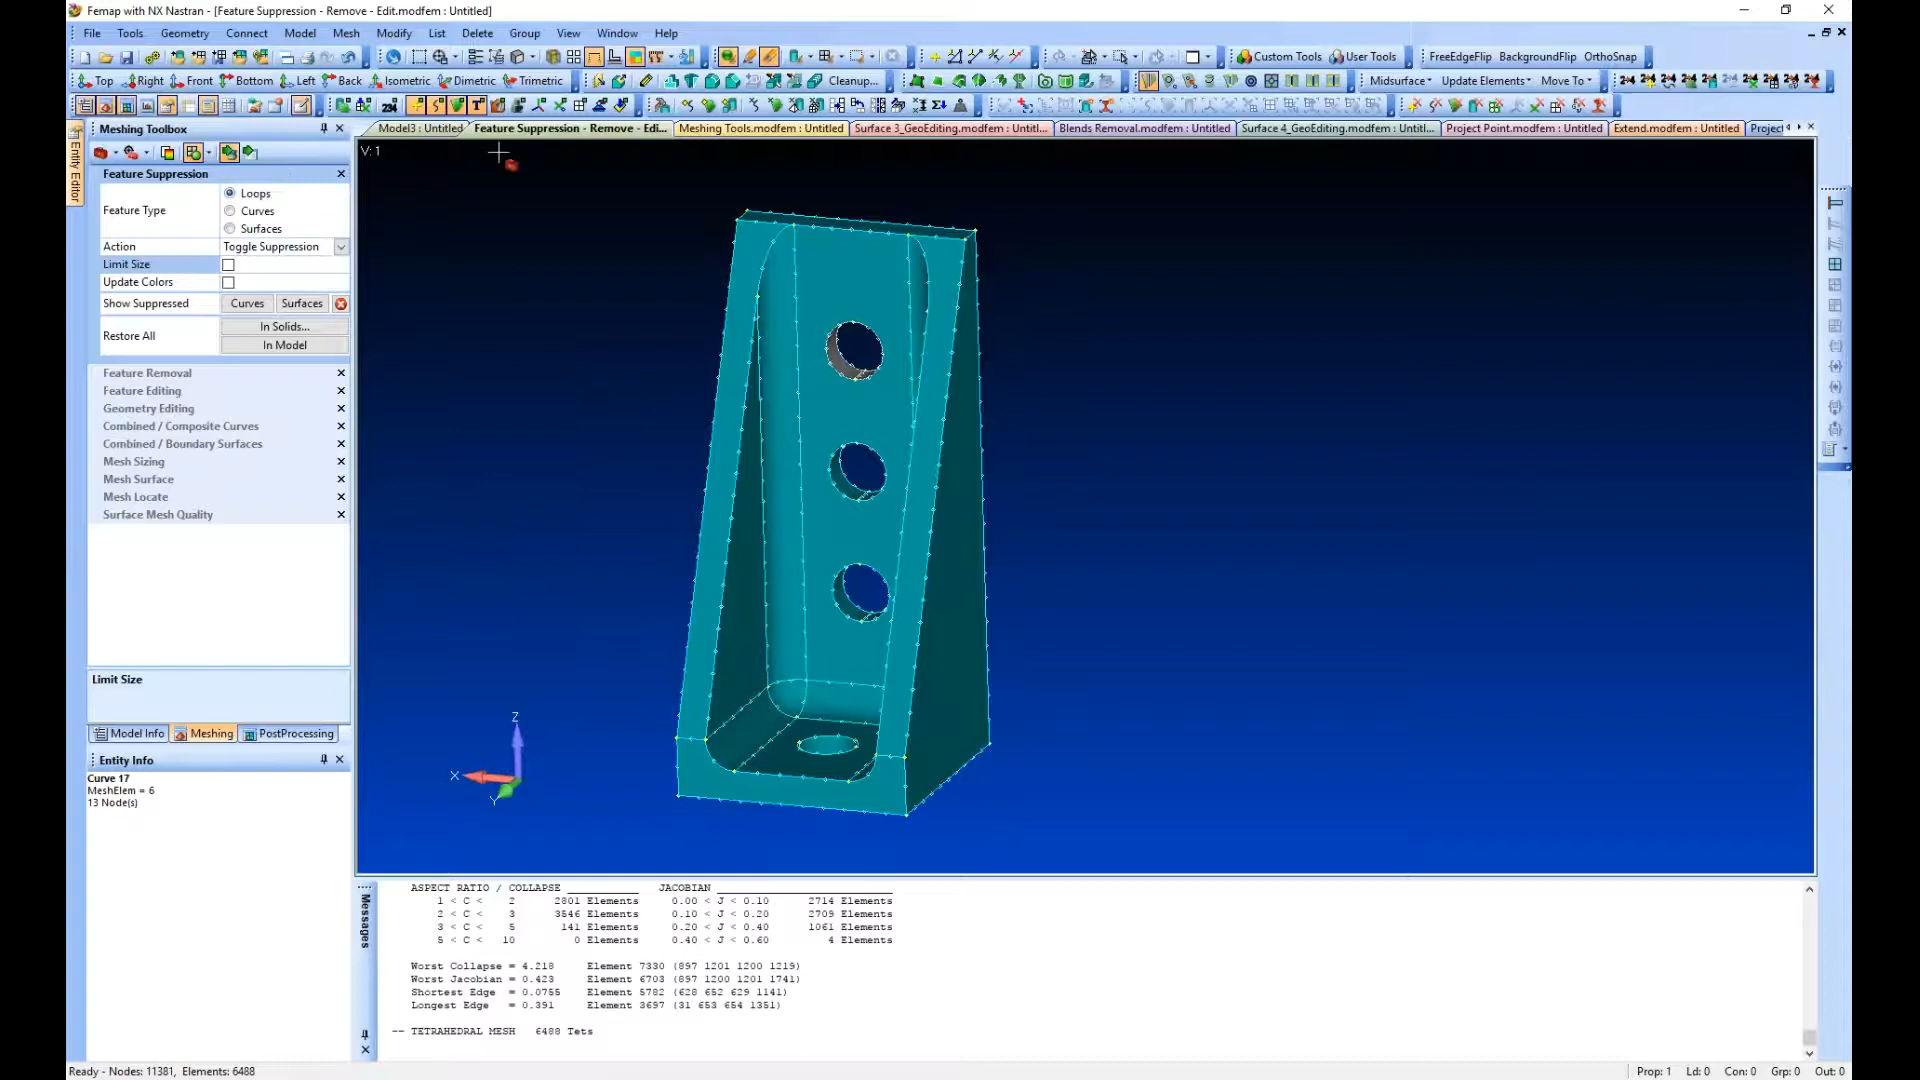 Femap with NX Nastran - [Feature Suppression - Remove - Edit.modfem : Untitled]
File Tools Geometry Connect Model Mesh Modify List Delete Group View Window Help
Custom Tools User Tools FreeEdgeFlip BackgroundFlip OrthoSnap
Top Right Front Bottom Left Back Isometric Dimetric Trimetric Cleanup... Midsurface Update Elements Move To
Meshing Toolbox
Model3 : Untitled Feature Suppression - Remove - Edi... Meshing Tools.modfem : Untitled Surface 3_GeoEditing.modfem : Untitl... Blends Removal.modfem : Untitled Surface 4_GeoEditing.modfem : Untitl... Project Point.modfem : Untitled Extend.modfem : Untitled Project
Entity Editor
V: 1
Feature Suppression
Feature Type
Loops
Curves
Surfaces
Action Toggle Suppression
Limit Size
Update Colors
Show Suppressed Curves Surfaces
Restore All
In Solids...
In Model
Feature Removal
Feature Editing
Geometry Editing
Combined / Composite Curves
Combined / Boundary Surfaces
Mesh Sizing
Mesh Surface
Mesh Locate
Surface Mesh Quality
Limit Size
Model Info Meshing PostProcessing
Entity Info
Curve 17
MeshElem = 6
13 Node(s)
Z
X
Y
Messages
ASPECT RATIO / COLLAPSE JACOBIAN
1 < C < 2 2801 Elements 0.00 < J < 0.10 2714 Elements
2 < C < 3 3546 Elements 0.10 < J < 0.20 2709 Elements
3 < C < 5 141 Elements 0.20 < J < 0.40 1061 Elements
5 < C < 10 0 Elements 0.40 < J < 0.60 4 Elements
Worst Collapse = 4.218 Element 7330 (897 1201 1200 1219)
Worst Jacobian = 0.423 Element 6703 (897 1200 1201 1741)
Shortest Edge = 0.0755 Element 5782 (628 652 629 1141)
Longest Edge = 0.391 Element 3697 (31 653 654 1351)
-- TETRAHEDRAL MESH 6488 Tets
Ready - Nodes: 11381, Elements: 6488
Prop: 1 Ld: 0 Con: 0 Grp: 0 Out: 0